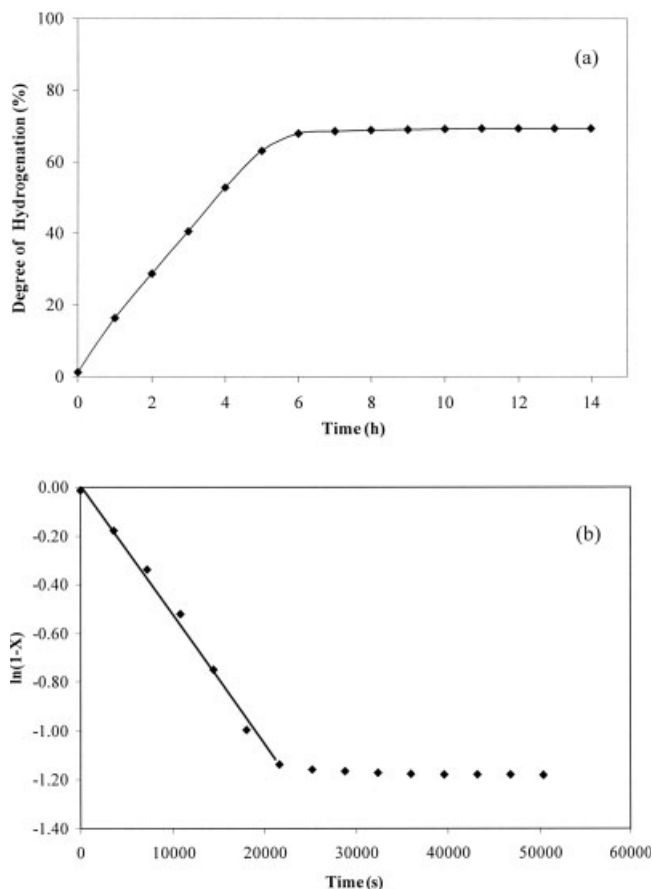 100
(a)
80
60
40
20
0
Degree of Hydrogenation (%)
0 2 4 6 8 10 12 14
Time (h)
0.00
(b)
-0.20
-0.40
-0.60
-0.80
-1.00
-1.20
-1.40
ln(1-X)
0 10000 20000 30000 40000 50000 60000
Time (s)